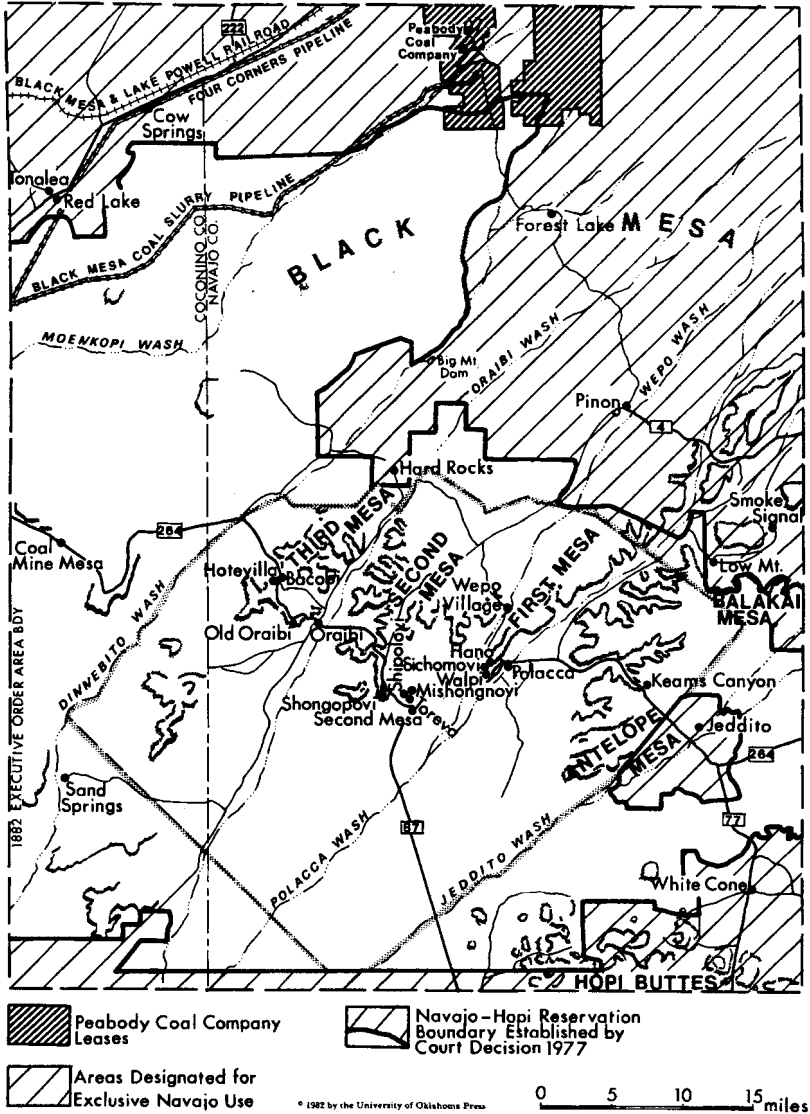 222
Peabody
Coal
Company
BLACK MESA & LAKE POWELL RAILROAD
FOUR CORNERS PIPELINE
Cow
Springs
Tonalea
Red Lake
BLACK MESA COAL SLURRY PIPELINE
COCONINO CO.
NAVAJO CO.
BLACK MESA
Forest Lake
MOENKOPI WASH
Big Mt
Dam
ORAIBI WASH
WEPO WASH
Pinon
4
Hard Rocks
Smoke
Signal
264
Coal
Mine Mesa
THIRD MESA
SECOND
MESA
FIRST MESA
Hotevilla
Bacobi
Wepo
Village
Low Mt.
BALAKAI
MESA
Old Oraibi
Oraibi
Shipolovi
Hano
Sichomovi
Walpi
Polacca
DINNEBITO WASH
1882 EXECUTIVE ORDER AREA BDY
Mishongnovi
Shongopovi
Second Mesa
Toreva
Keams Canyon
ANTELOPE
MESA
Jeddito
264
Sand
Springs
87
77
POLACCA WASH
JEDDITO WASH
White Cone
HOPI BUTTES
Peabody Coal Company
Leases
Navajo-Hopi Reservation
Boundary Established by
Court Decision 1977
Areas Designated for
Exclusive Navajo Use
© 1982 by the University of Oklahoma Press
0 5 10 15 miles